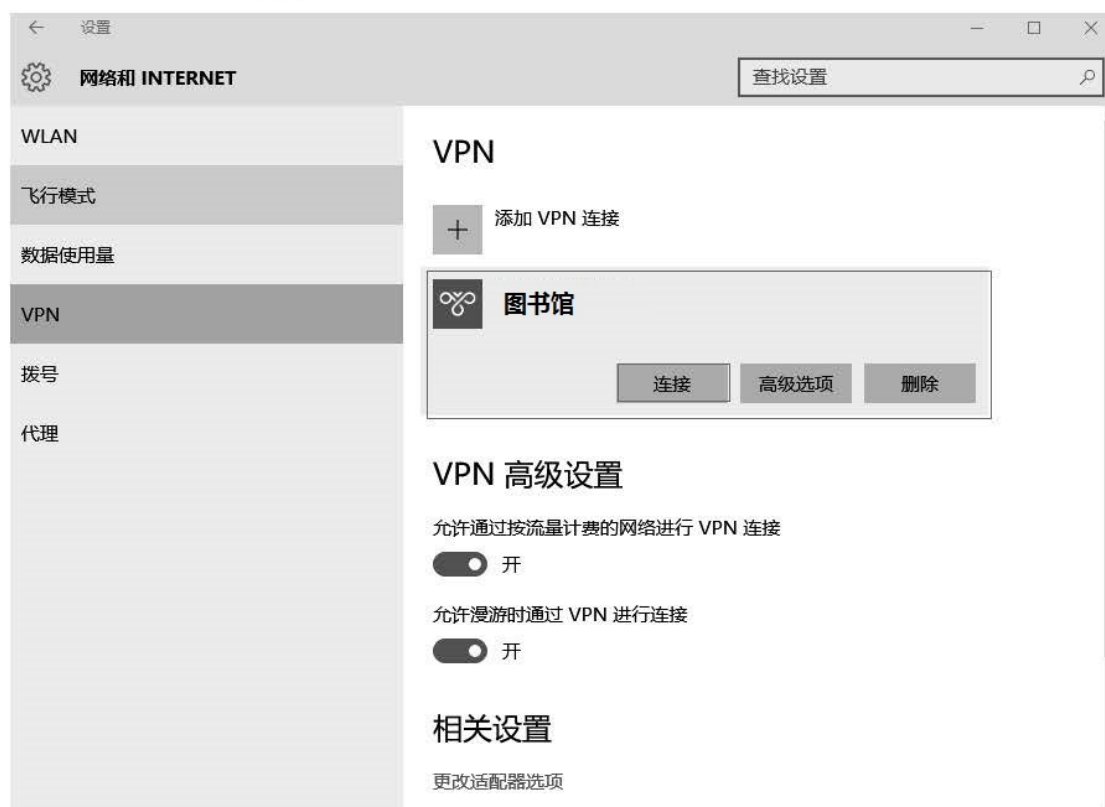 设置
网络和 INTERNET
查找设置
WLAN
飞行模式
数据使用量
VPN
拨号
代理
VPN
添加 VPN 连接
图书馆
连接
高级选项
删除
VPN 高级设置
允许通过按流量计费的网络进行 VPN 连接
开
允许漫游时通过 VPN 进行连接
开
相关设置
更改适配器选项